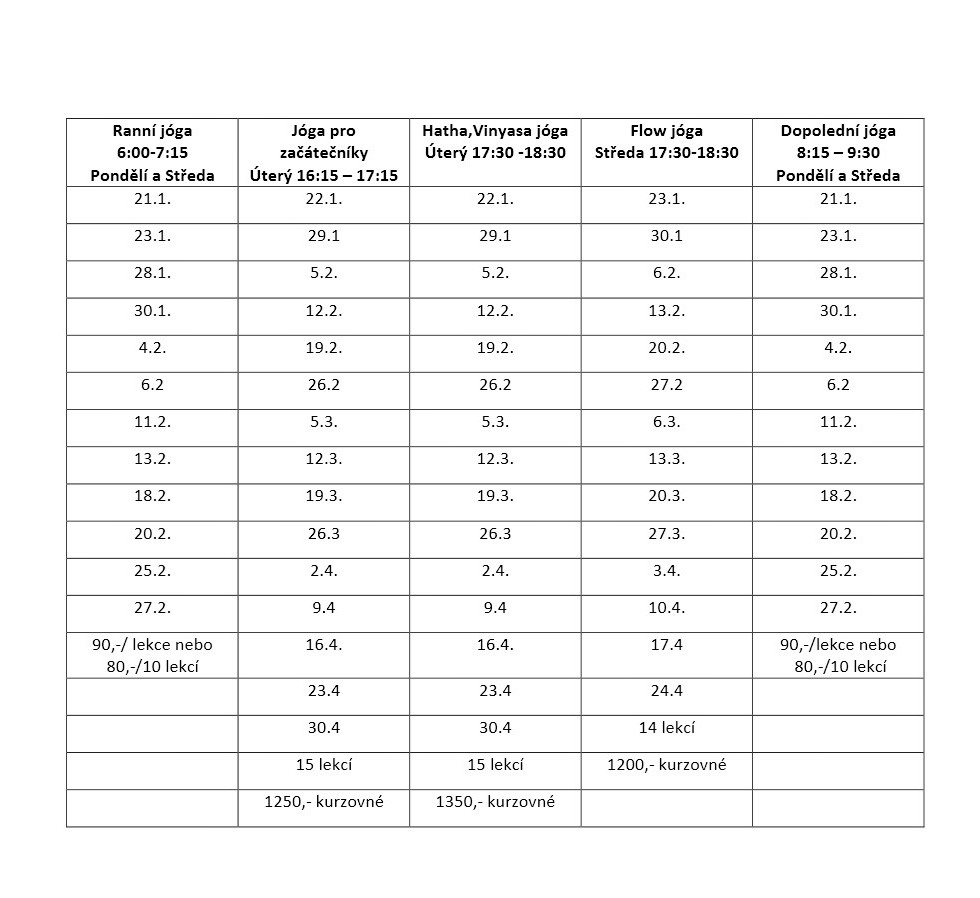 Ranní jóga
6:00-7:15
Pondělí a Středa
Jóga pro
začátečníky
Úterý 16:15 – 17:15
Hatha,Vinyasa jóga
Úterý 17:30 -18:30
Flow jóga
Středa 17:30-18:30
Dopolední jóga
8:15 – 9:30
Pondělí a Středa
21.1. 22.1. 22.1. 23.1. 21.1.
23.1. 29.1 29.1 30.1 23.1.
28.1. 5.2. 5.2. 6.2. 28.1.
30.1. 12.2. 12.2. 13.2. 30.1.
4.2. 19.2. 19.2. 20.2. 4.2.
6.2 26.2 26.2 27.2 6.2
11.2. 5.3. 5.3. 6.3. 11.2.
13.2. 12.3. 12.3. 13.3. 13.2.
18.2. 19.3. 19.3. 20.3. 18.2.
20.2. 26.3 26.3 27.3. 20.2.
25.2. 2.4. 2.4. 3.4. 25.2.
27.2. 9.4 9.4 10.4. 27.2.
90,-/ lekce nebo 16.4. 16.4. 17.4 90,-/lekce nebo
80,-/10 lekcí 80,-/10 lekcí
23.4 23.4 24.4
30.4 30.4 14 lekcí
15 lekcí 15 lekcí 1200,- kurzovné
1250,- kurzovné 1350,- kurzovné